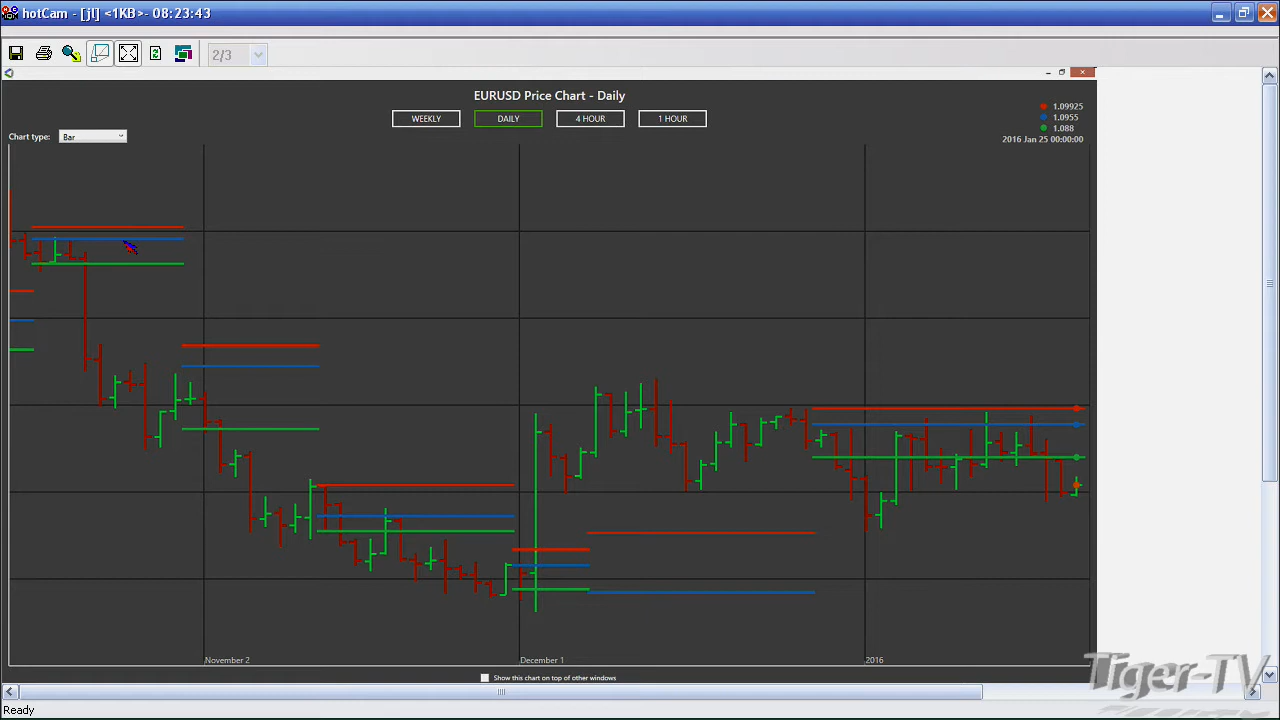 hotCam - [jl] <1KB>- 08:23:43
2/3
EURUSD Price Chart - Daily
WEEKLY
DAILY
4 HOUR
1 HOUR
1.09925
1.0955
1.088
2016 Jan 25 00:00:00
Chart type:
Bar
November 2
December 1
2016
Show this chart on top of other windows
Ready
Tiger-TV